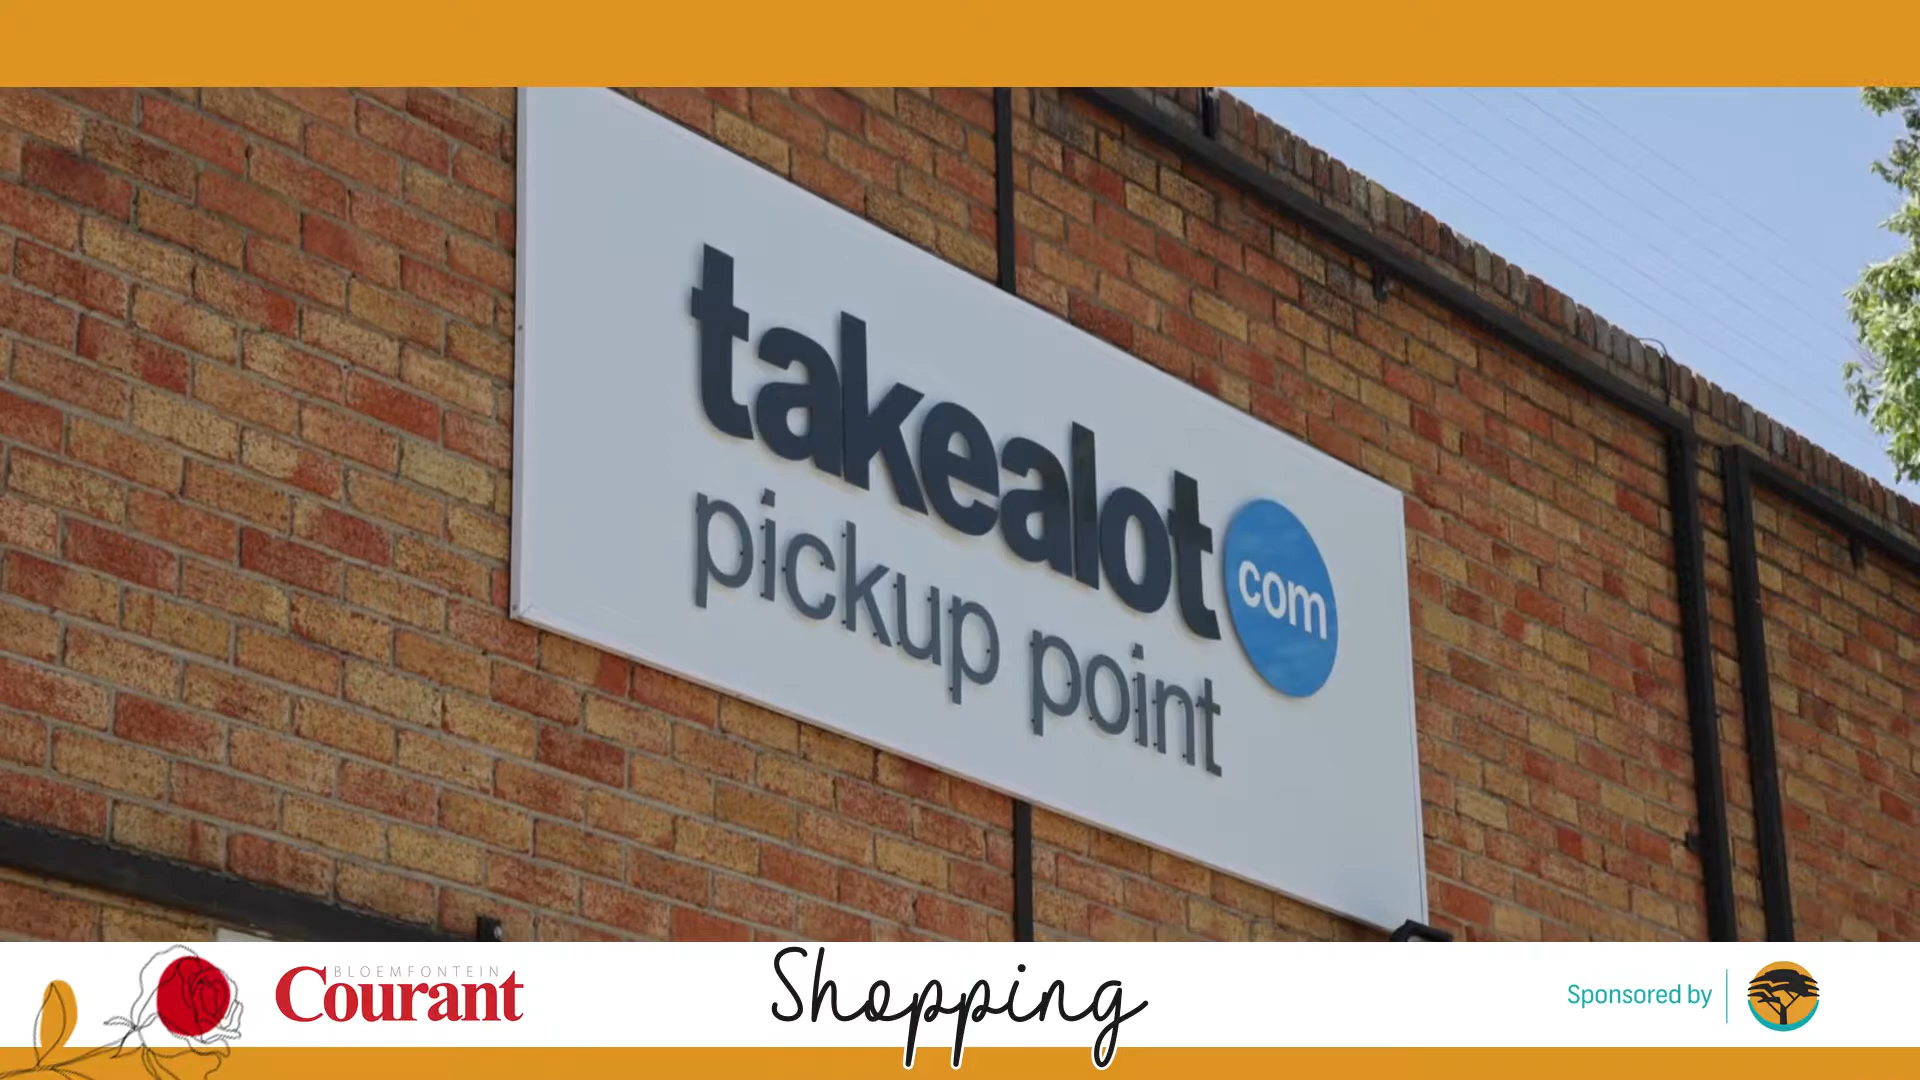 takealot
com
pickup point
BLOEMFONTEIN
Courant
Shopping
Sponsored by